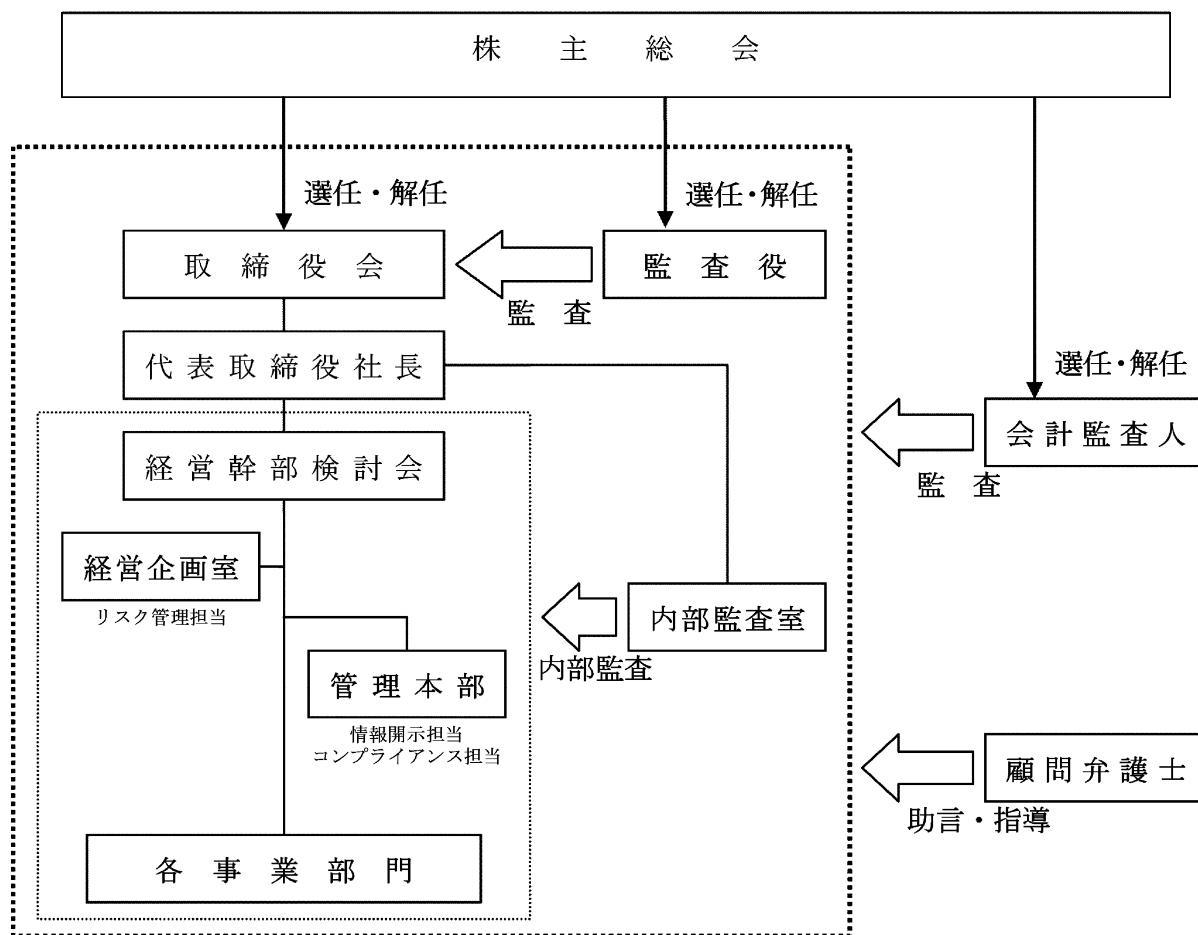 株主総会
選任・解任
選任・解任
取締役会
監査役
監査
代表取締役社長
選任・解任
会計監査人
監査
経営幹部検討会
経営企画室
リスク管理担当
内部監査室
内部監査
管理本部
情報開示担当
コンプライアンス担当
顧問弁護士
助言・指導
各事業部門